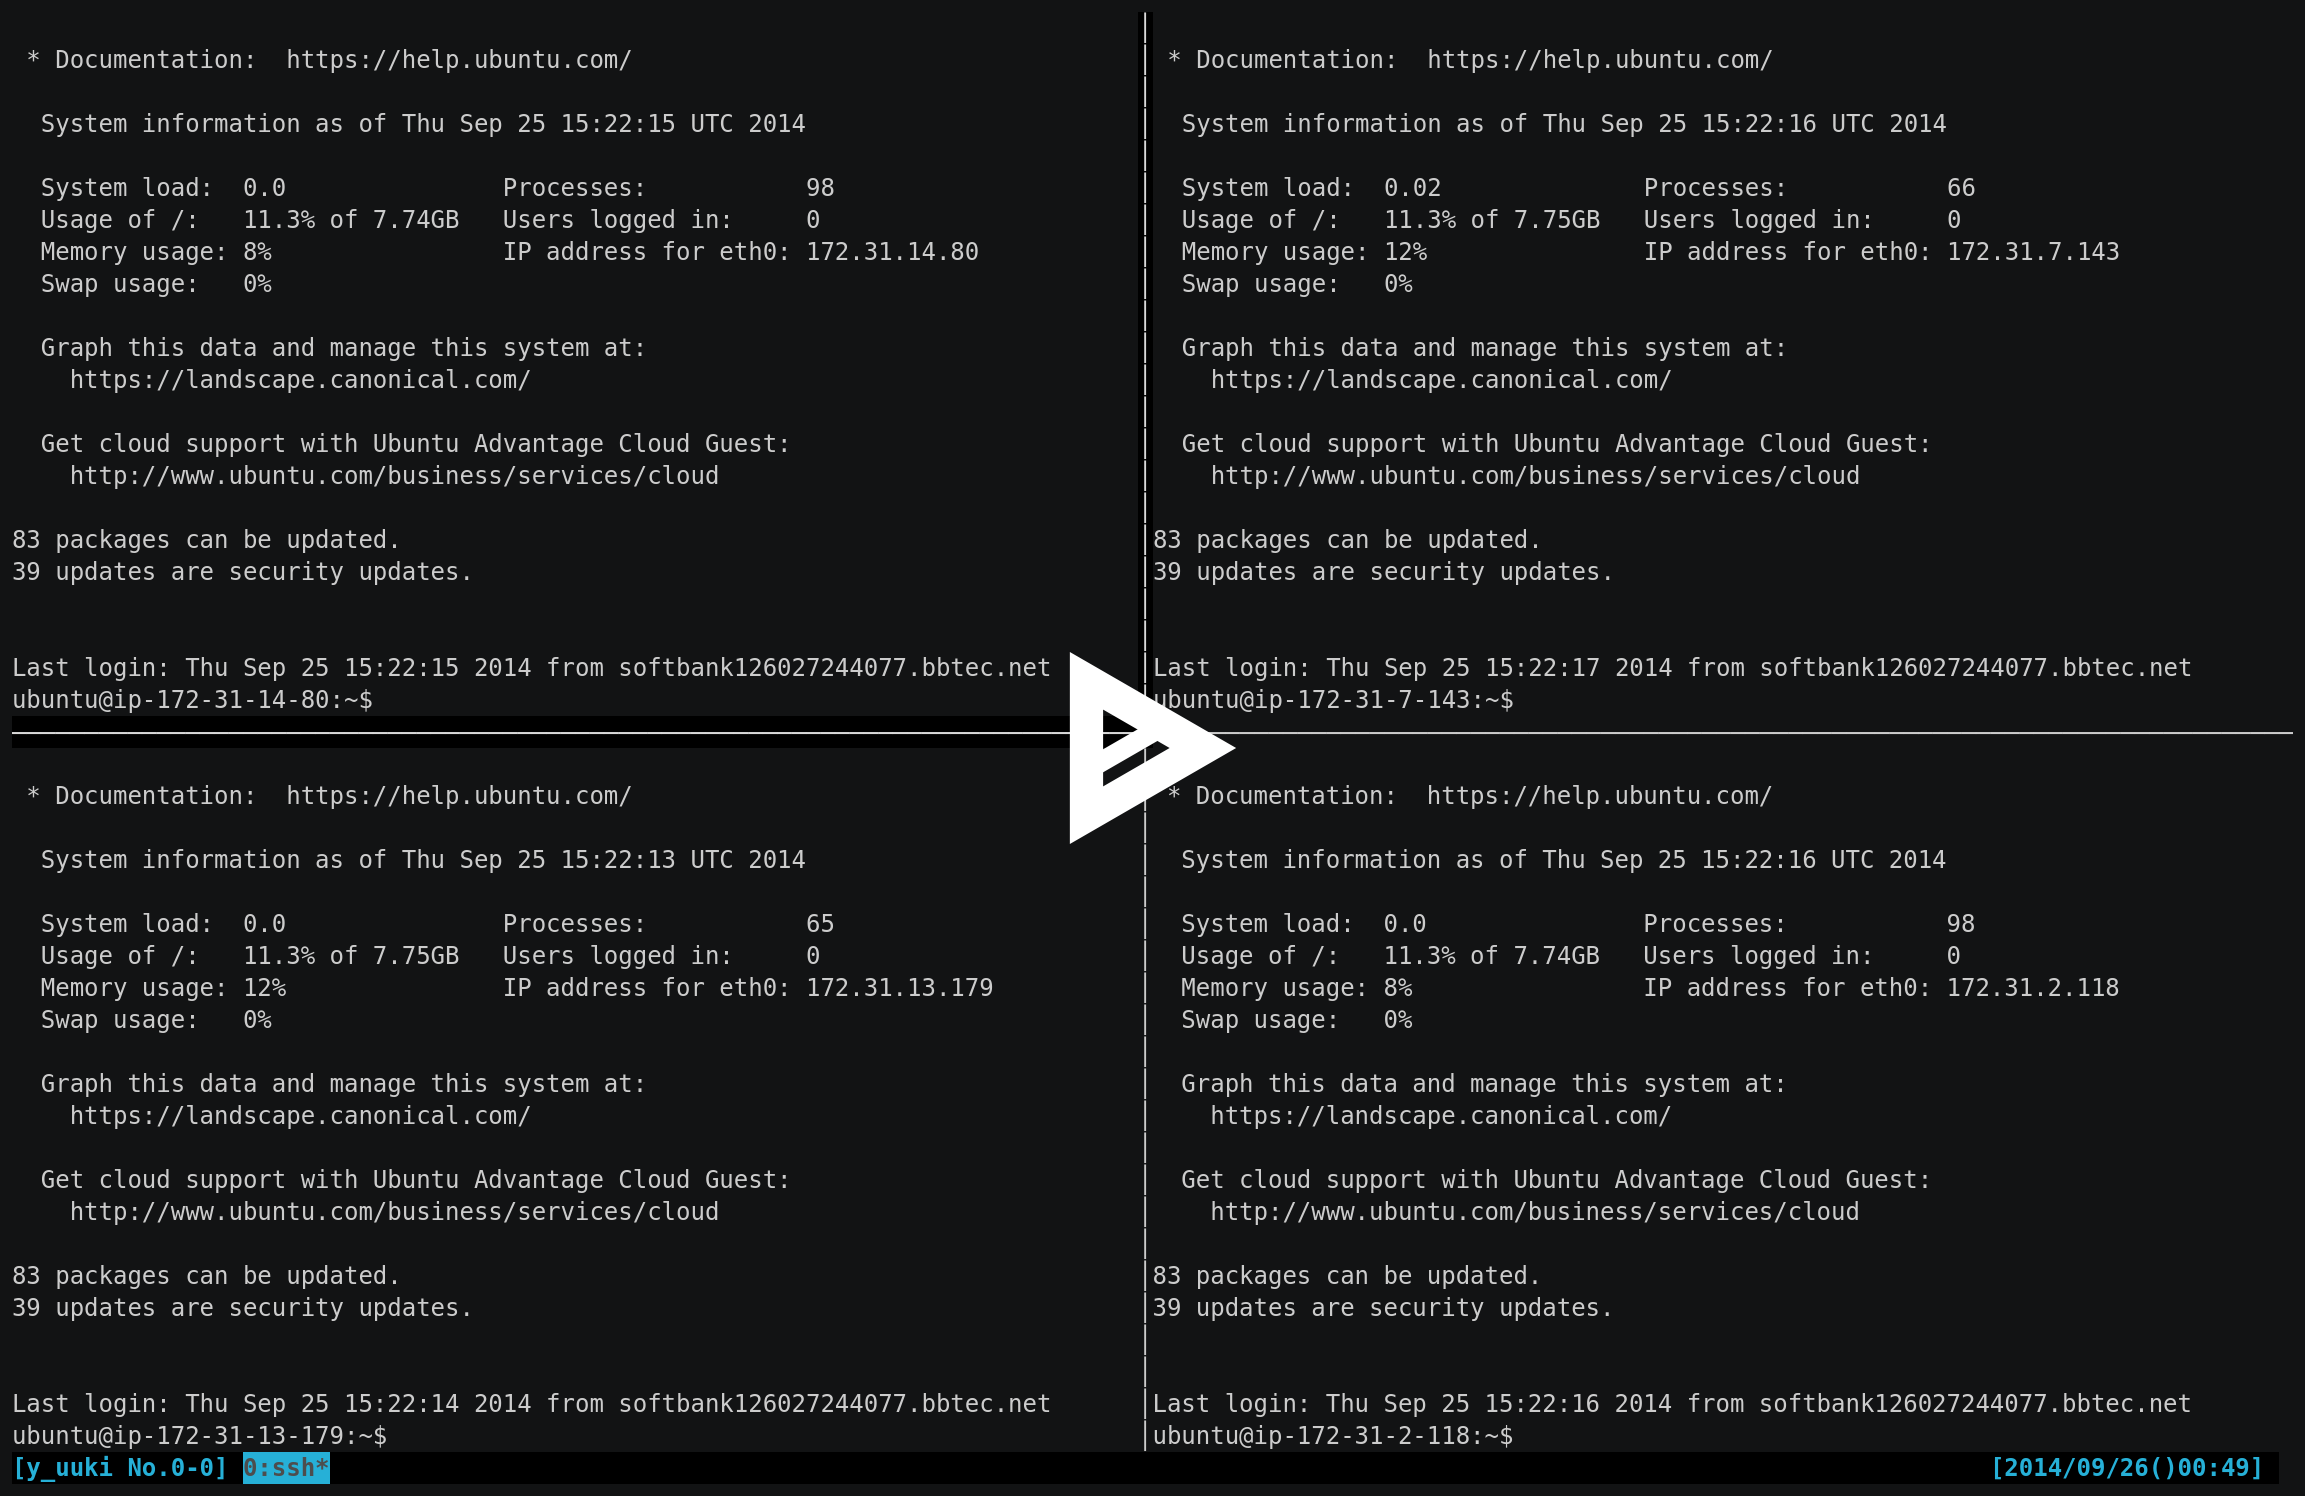 * Documentation:  https://help.ubuntu.com/
System information as of Thu Sep 25 15:22:15 UTC 2014
System load:  0.0               Processes:           98
Usage of /:   11.3% of 7.74GB   Users logged in:     0
Memory usage: 8%                IP address for eth0: 172.31.14.80
Swap usage:   0%
Graph this data and manage this system at:
https://landscape.canonical.com/
Get cloud support with Ubuntu Advantage Cloud Guest:
http://www.ubuntu.com/business/services/cloud
83 packages can be updated.
39 updates are security updates.
Last login: Thu Sep 25 15:22:15 2014 from softbank126027244077.bbtec.net
ubuntu@ip-172-31-14-80:~$
* Documentation:  https://help.ubuntu.com/
System information as of Thu Sep 25 15:22:16 UTC 2014
System load:  0.02              Processes:           66
Usage of /:   11.3% of 7.75GB   Users logged in:     0
Memory usage: 12%               IP address for eth0: 172.31.7.143
Swap usage:   0%
Graph this data and manage this system at:
https://landscape.canonical.com/
Get cloud support with Ubuntu Advantage Cloud Guest:
http://www.ubuntu.com/business/services/cloud
83 packages can be updated.
39 updates are security updates.
Last login: Thu Sep 25 15:22:17 2014 from softbank126027244077.bbtec.net
ubuntu@ip-172-31-7-143:~$
* Documentation:  https://help.ubuntu.com/
System information as of Thu Sep 25 15:22:13 UTC 2014
System load:  0.0               Processes:           65
Usage of /:   11.3% of 7.75GB   Users logged in:     0
Memory usage: 12%               IP address for eth0: 172.31.13.179
Swap usage:   0%
Graph this data and manage this system at:
https://landscape.canonical.com/
Get cloud support with Ubuntu Advantage Cloud Guest:
http://www.ubuntu.com/business/services/cloud
83 packages can be updated.
39 updates are security updates.
Last login: Thu Sep 25 15:22:14 2014 from softbank126027244077.bbtec.net
ubuntu@ip-172-31-13-179:~$
* Documentation:  https://help.ubuntu.com/
System information as of Thu Sep 25 15:22:16 UTC 2014
System load:  0.0               Processes:           98
Usage of /:   11.3% of 7.74GB   Users logged in:     0
Memory usage: 8%                IP address for eth0: 172.31.2.118
Swap usage:   0%
Graph this data and manage this system at:
https://landscape.canonical.com/
Get cloud support with Ubuntu Advantage Cloud Guest:
http://www.ubuntu.com/business/services/cloud
83 packages can be updated.
39 updates are security updates.
Last login: Thu Sep 25 15:22:16 2014 from softbank126027244077.bbtec.net
ubuntu@ip-172-31-2-118:~$
[y_uuki No.0-0] 0:ssh* [2014/09/26()00:49]